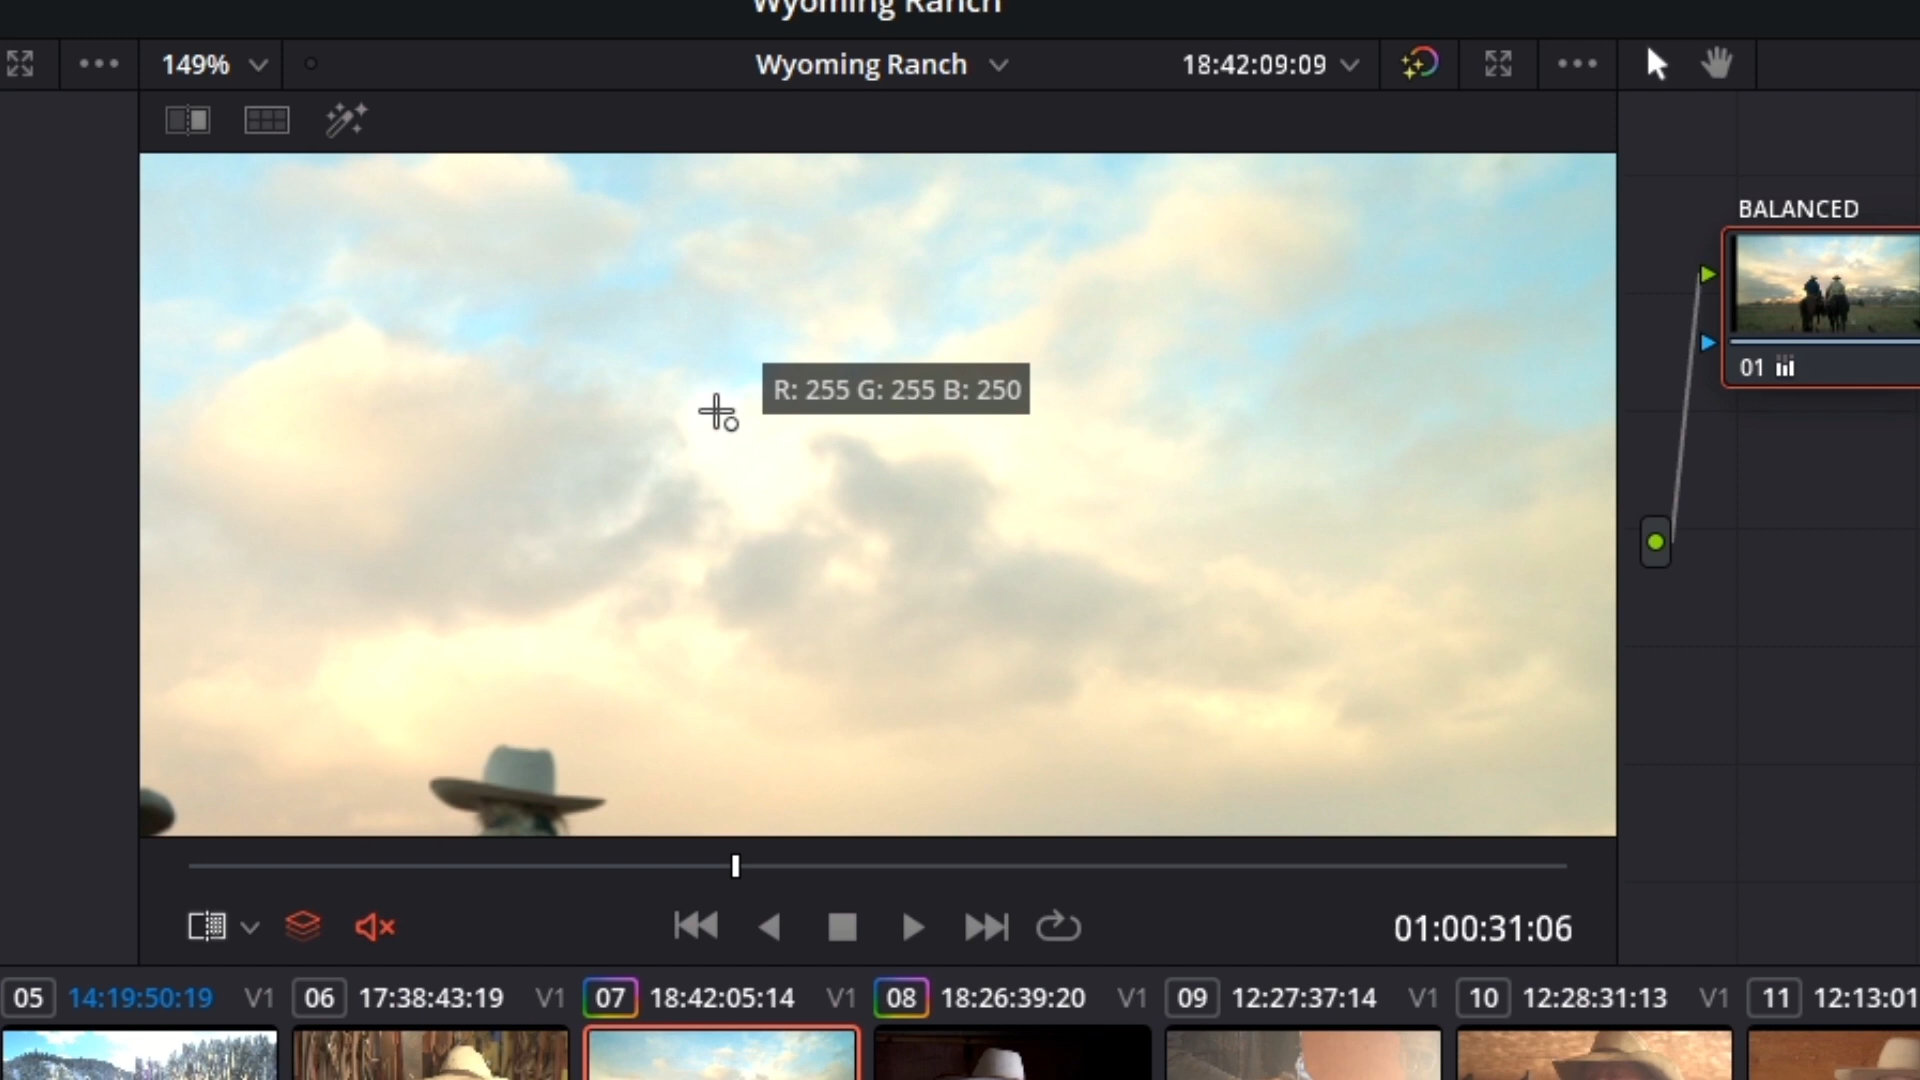 Wyoming Ranch
149%
Wyoming Ranch
18:42:09:09
BALANCED
R: 255 G: 255 B: 250
01
01:00:31:06
05 14:19:50:19 V1 06 17:38:43:19 V1 07 18:42:05:14 V1 08 18:26:39:20 V1 09 12:27:37:14 V1 10 12:28:31:13 V1 11 12:13:01